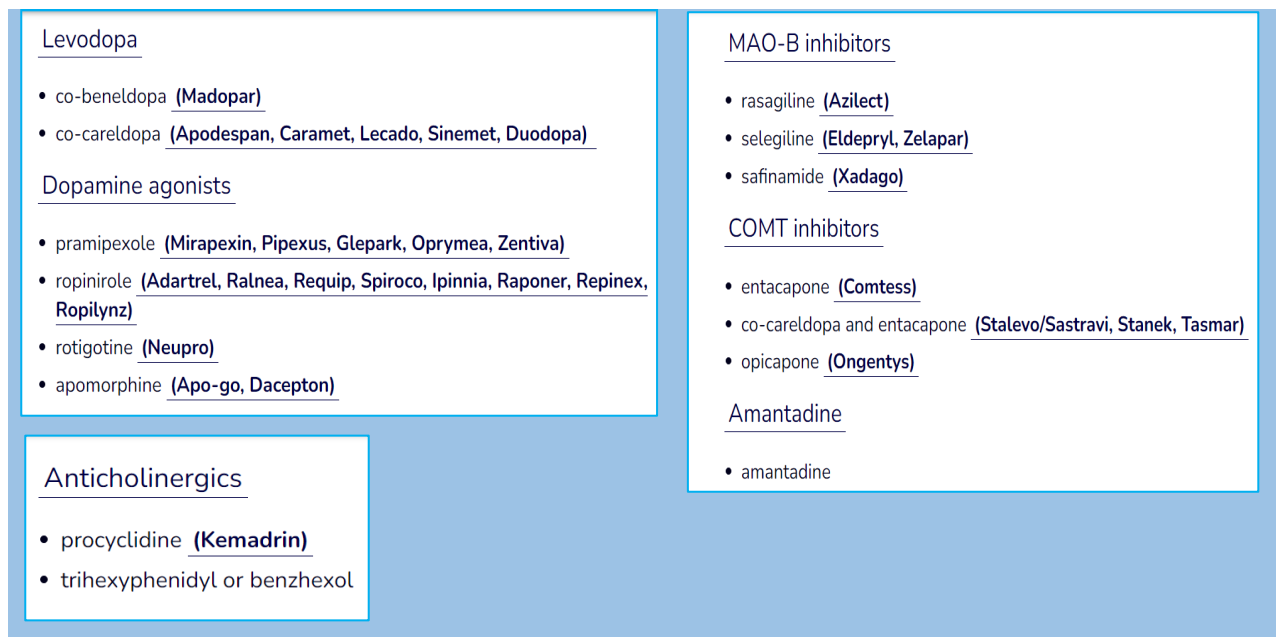 Levodopa
• co-beneldopa (Madopar)
• co-careldopa (Apodespan, Caramet, Lecado, Sinemet, Duodopa)
Dopamine agonists
• pramipexole (Mirapexin, Pipexus, Glepark, Oprymea, Zentiva)
• ropinirole (Adartrel, Ralnea, Requip, Spiroco, Ipinnia, Raponer, Repinex,
Ropilynz)
• rotigotine (Neupro)
• apomorphine (Apo-go, Dacepton)
Anticholinergics
• procyclidine (Kemadrin)
• trihexyphenidyl or benzhexol
MAO-B inhibitors
• rasagiline (Azilect)
• selegiline (Eldepryl, Zelapar)
• safinamide (Xadago)
COMT inhibitors
• entacapone (Comtess)
• co-careldopa and entacapone (Stalevo/Sastravi, Stanek, Tasmar)
• opicapone (Ongentys)
Amantadine
• amantadine